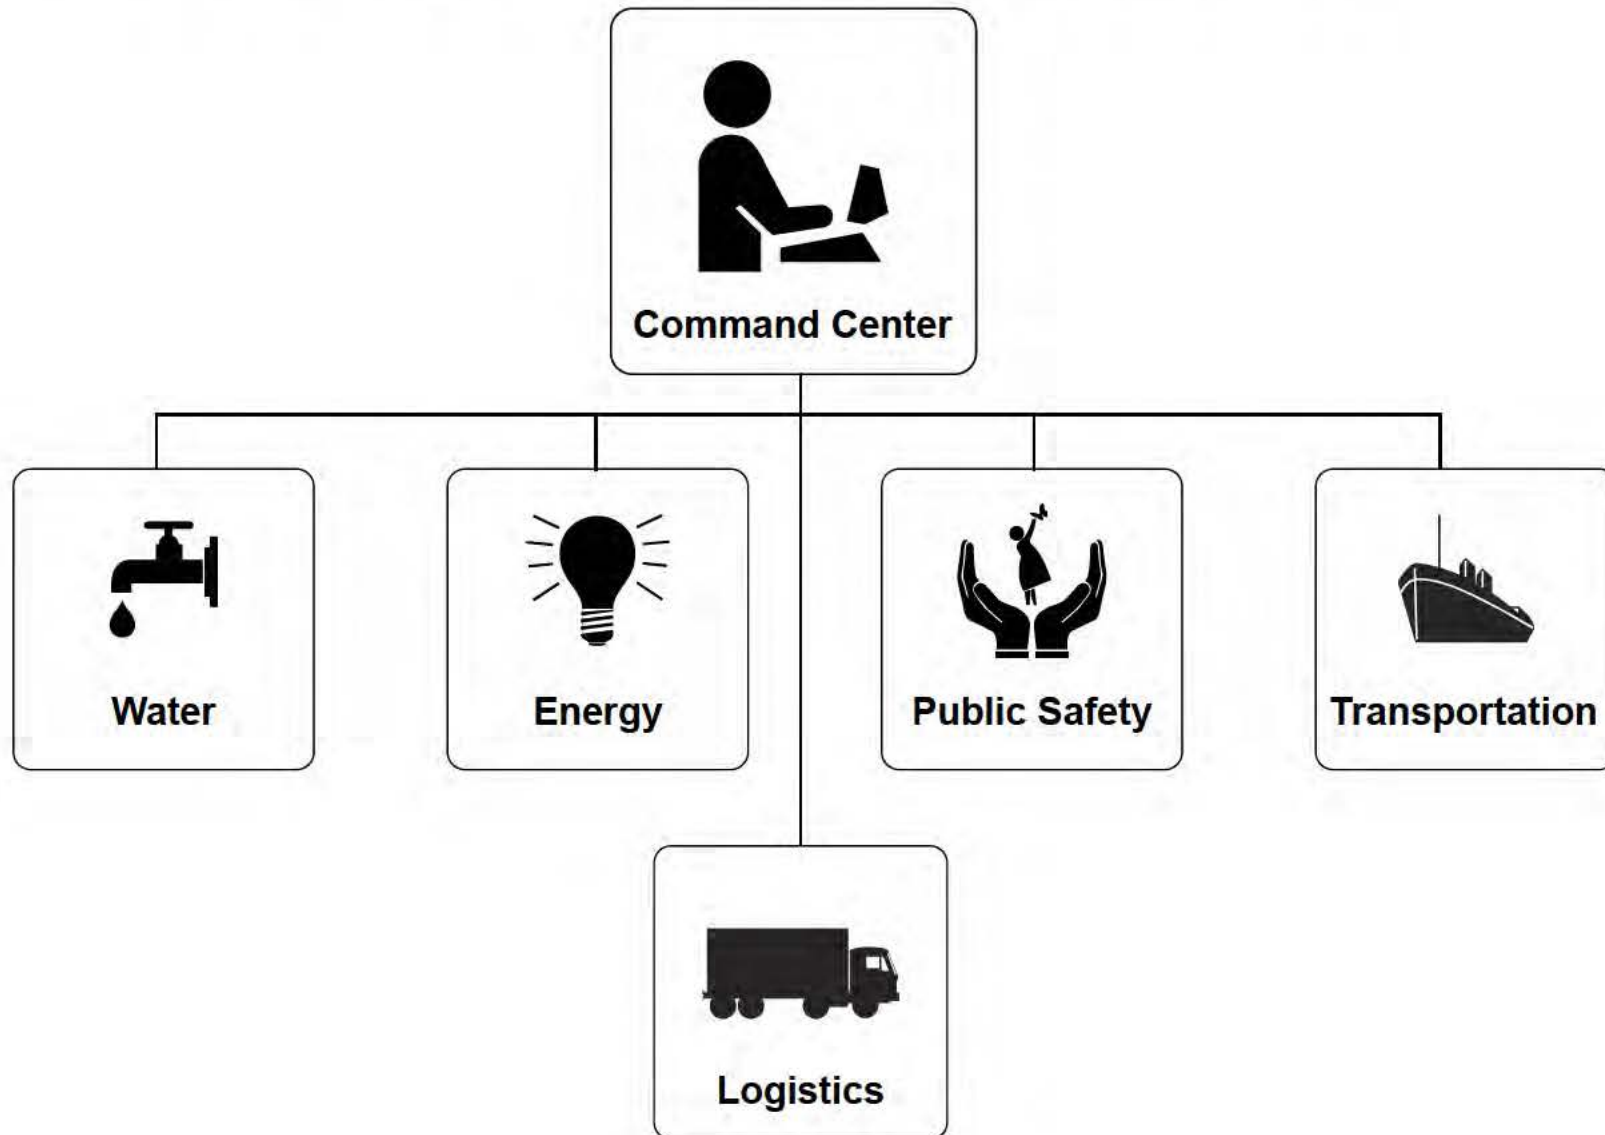 Command Center
Water
Energy
Public Safety
Transportation
Logistics